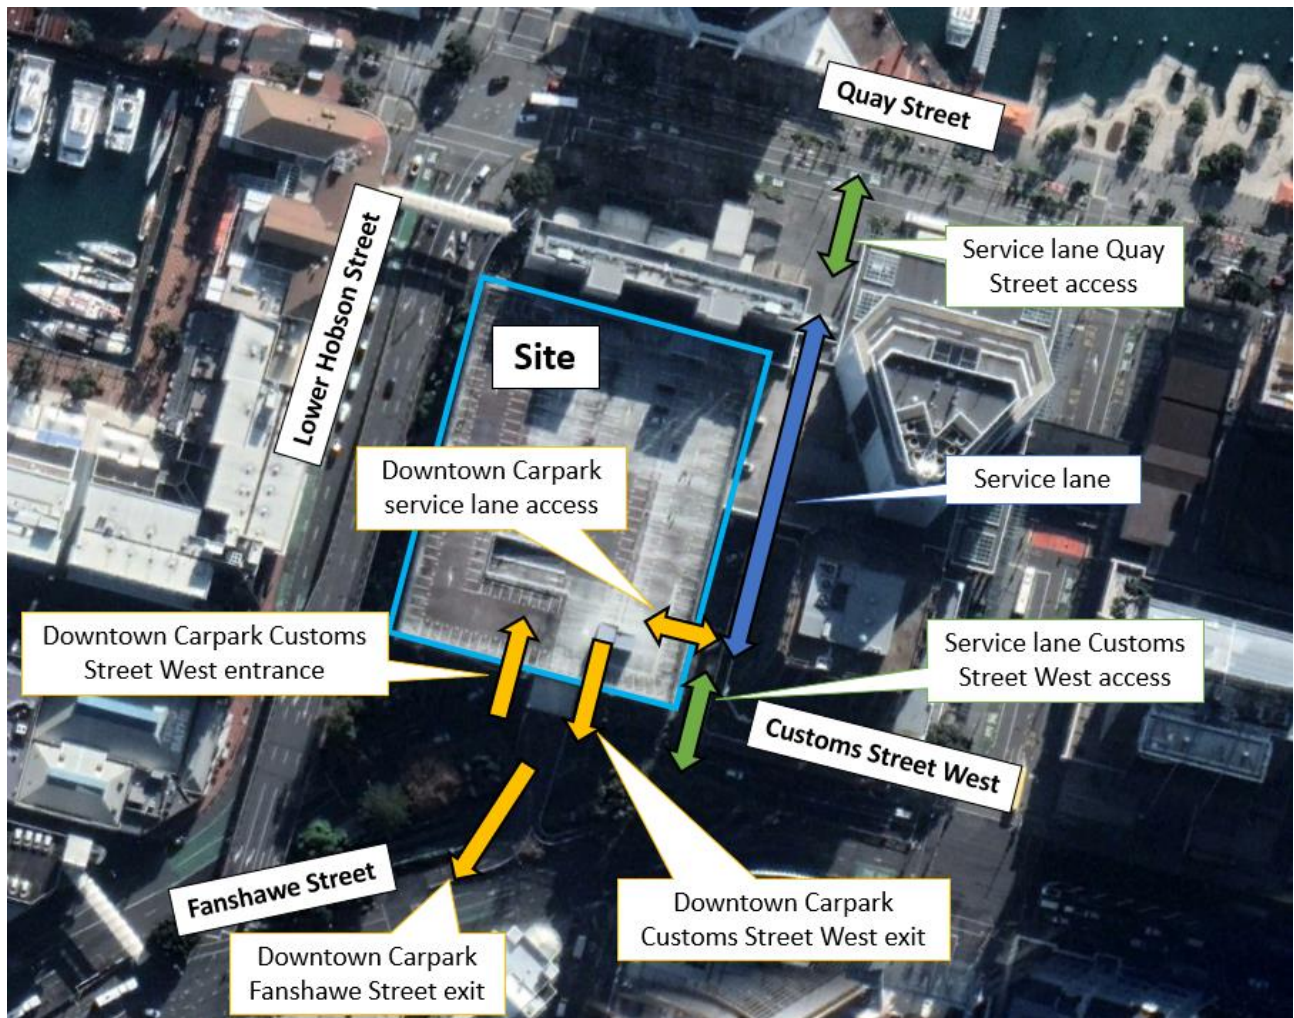 Quay Street
Service lane Quay
Street access
Lower Hobson Street
Site
Downtown Carpark
service lane access
Service lane
Downtown Carpark Customs
Street West entrance
Service lane Customs
Street West access
Customs Street West
Fanshawe Street
Downtown Carpark
Customs Street West exit
Downtown Carpark
Fanshawe Street exit